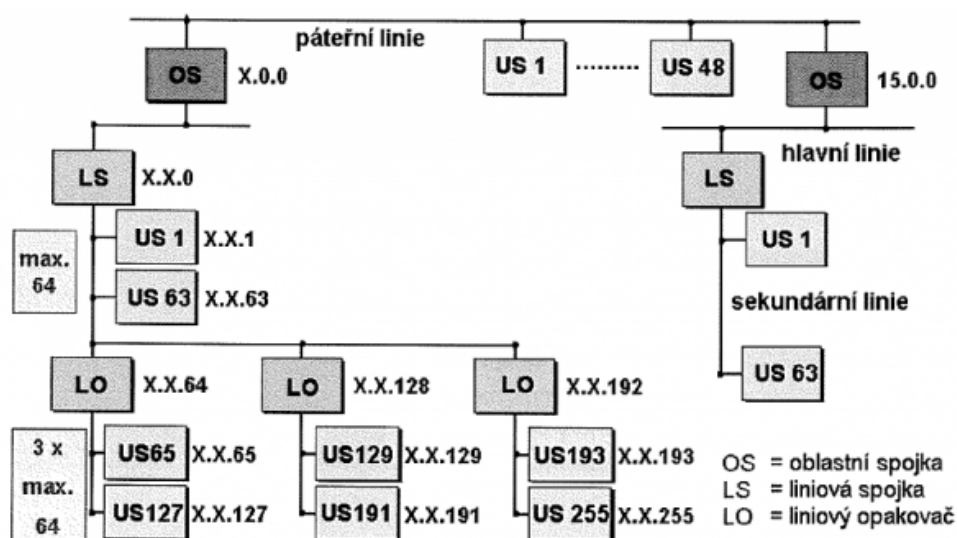 páteřní linie
OS X.0.0
US 1 ......... US 48
OS 15.0.0
hlavní linie
LS X.X.0
LS
US 1 X.X.1
US 1
max.
64
US 63 X.X.63
sekundární linie
US 63
LO X.X.64
LO X.X.128
LO X.X.192
3 x
max.
64
US65 X.X.65
US129 X.X.129
US193 X.X.193
US127 X.X.127
US191 X.X.191
US 255 X.X.255
OS = oblastní spojka
LS = liniová spojka
LO = liniový opakovač